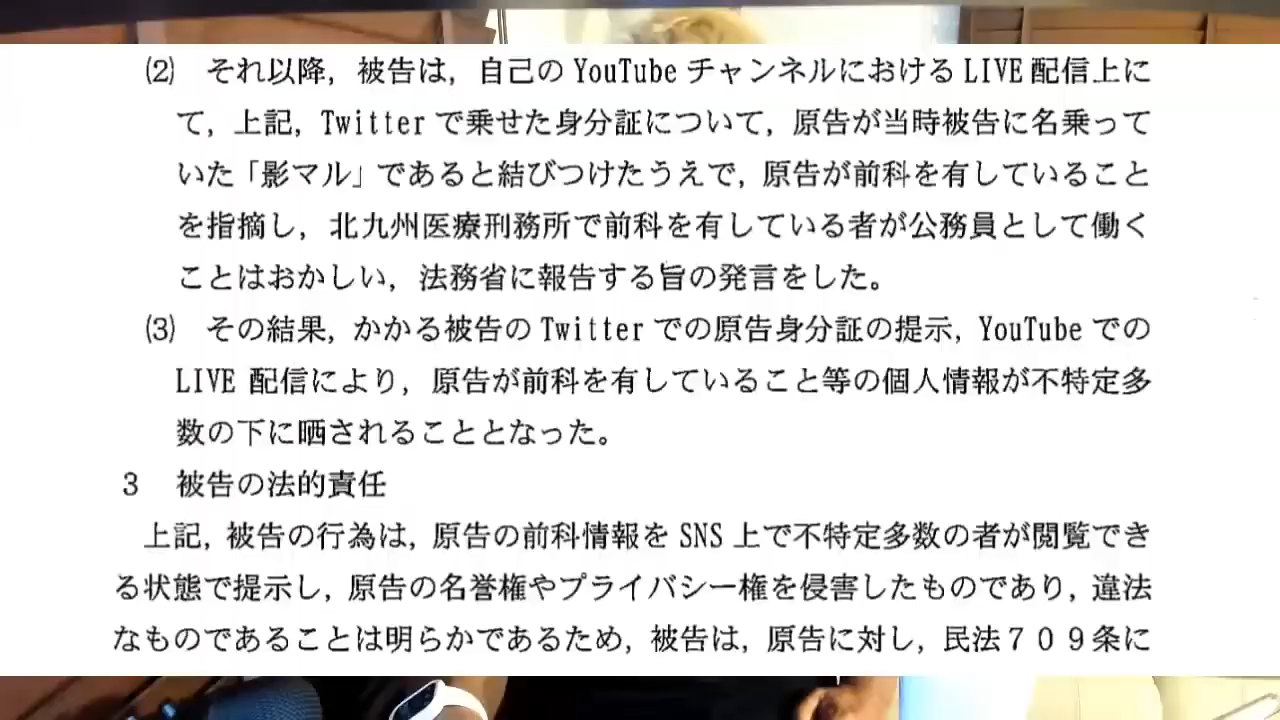 (2) それ以降，被告は，自己の YouTube チャンネルにおける LIVE 配信上に
て，上記，Twitter で乗せた身分証について，原告が当時被告に名乗って
いた「影マル」であると結びつけたうえで，原告が前科を有していること
を指摘し，北九州医療刑務所で前科を有している者が公務員として働く
ことはおかしい，法務省に報告する旨の発言をした。
(3) その結果，かかる被告の Twitter での原告身分証の提示，YouTube での
LIVE 配信により，原告が前科を有していること等の個人情報が不特定多
数の下に晒されることとなった。
3 被告の法的責任
上記，被告の行為は，原告の前科情報を SNS 上で不特定多数の者が閲覧でき
る状態で提示し，原告の名誉権やプライバシー権を侵害したものであり，違法
なものであることは明らかであるため，被告は，原告に対し，民法７０９条に